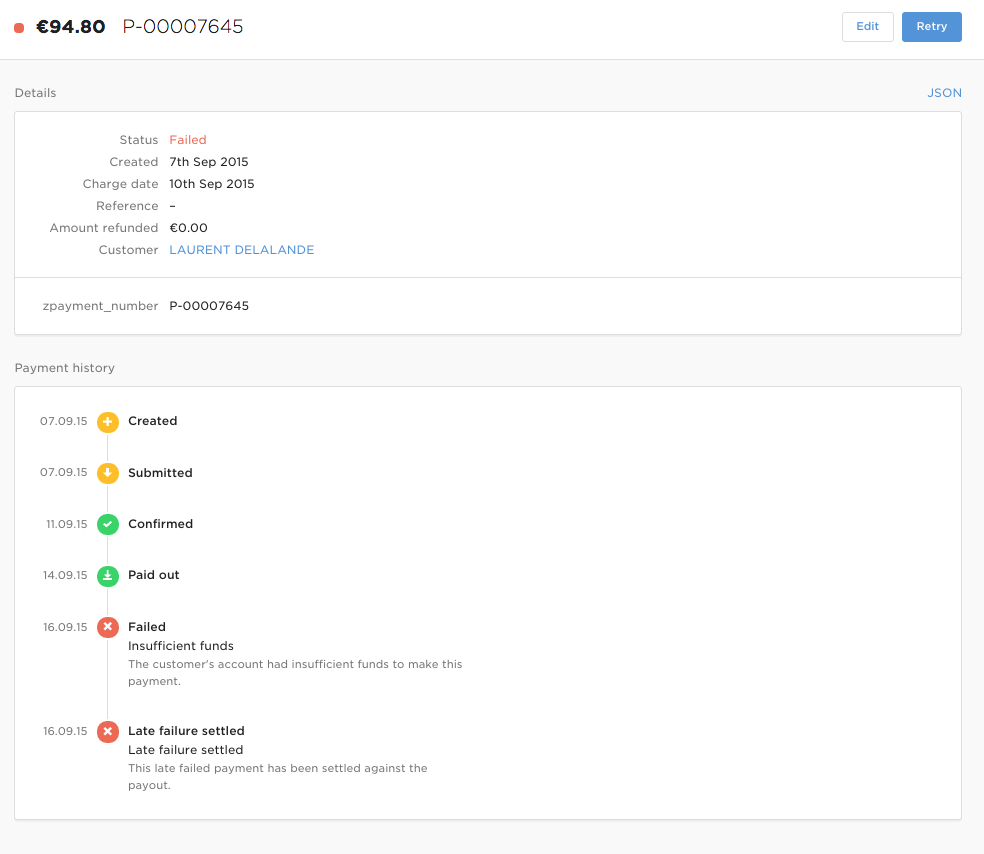 €94.80 P-00007645 Edit Retry
Details JSON
Status Failed
Created 7th Sep 2015
Charge date 10th Sep 2015
Reference –
Amount refunded €0.00
Customer LAURENT DELALANDE
zpayment_number P-00007645
Payment history
07.09.15 Created
07.09.15 Submitted
11.09.15 Confirmed
14.09.15 Paid out
16.09.15 Failed
Insufficient funds
The customer's account had insufficient funds to make this
payment.
16.09.15 Late failure settled
Late failure settled
This late failed payment has been settled against the
payout.